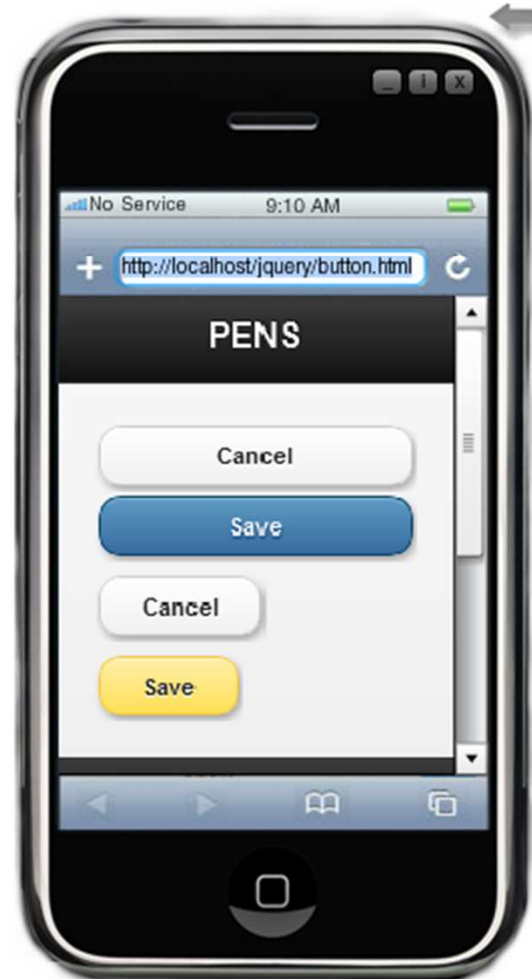 _ i x
No Service 9:10 AM
http://localhost/jquery/button.html
PENS
Cancel
Save
Cancel
Save